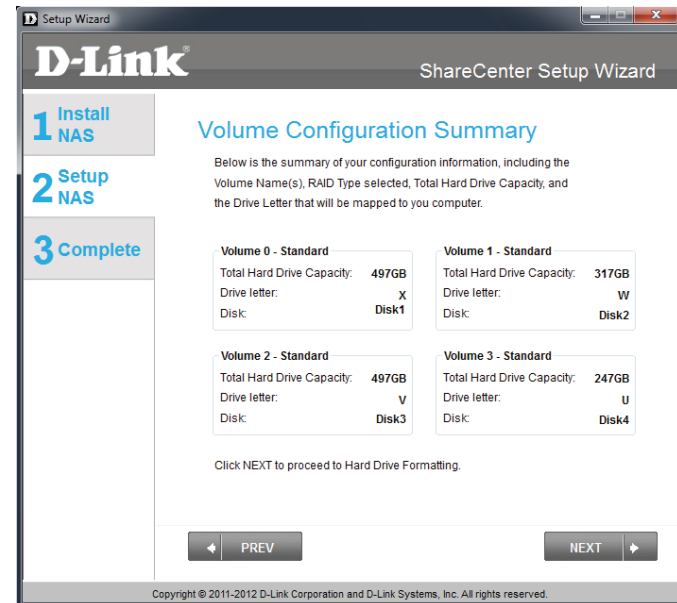 Setup Wizard
D-Link®
ShareCenter Setup Wizard
1 Install NAS
2 Setup NAS
3 Complete
Volume Configuration Summary
Below is the summary of your configuration information, including the
Volume Name(s), RAID Type selected, Total Hard Drive Capacity, and
the Drive Letter that will be mapped to you computer.
Volume 0 - Standard
Total Hard Drive Capacity: 497GB
Drive letter: X
Disk: Disk1
Volume 1 - Standard
Total Hard Drive Capacity: 317GB
Drive letter: W
Disk: Disk2
Volume 2 - Standard
Total Hard Drive Capacity: 497GB
Drive letter: V
Disk: Disk3
Volume 3 - Standard
Total Hard Drive Capacity: 247GB
Drive letter: U
Disk: Disk4
Click NEXT to proceed to Hard Drive Formatting.
PREV
NEXT
Copyright © 2011-2012 D-Link Corporation and D-Link Systems, Inc. All rights reserved.